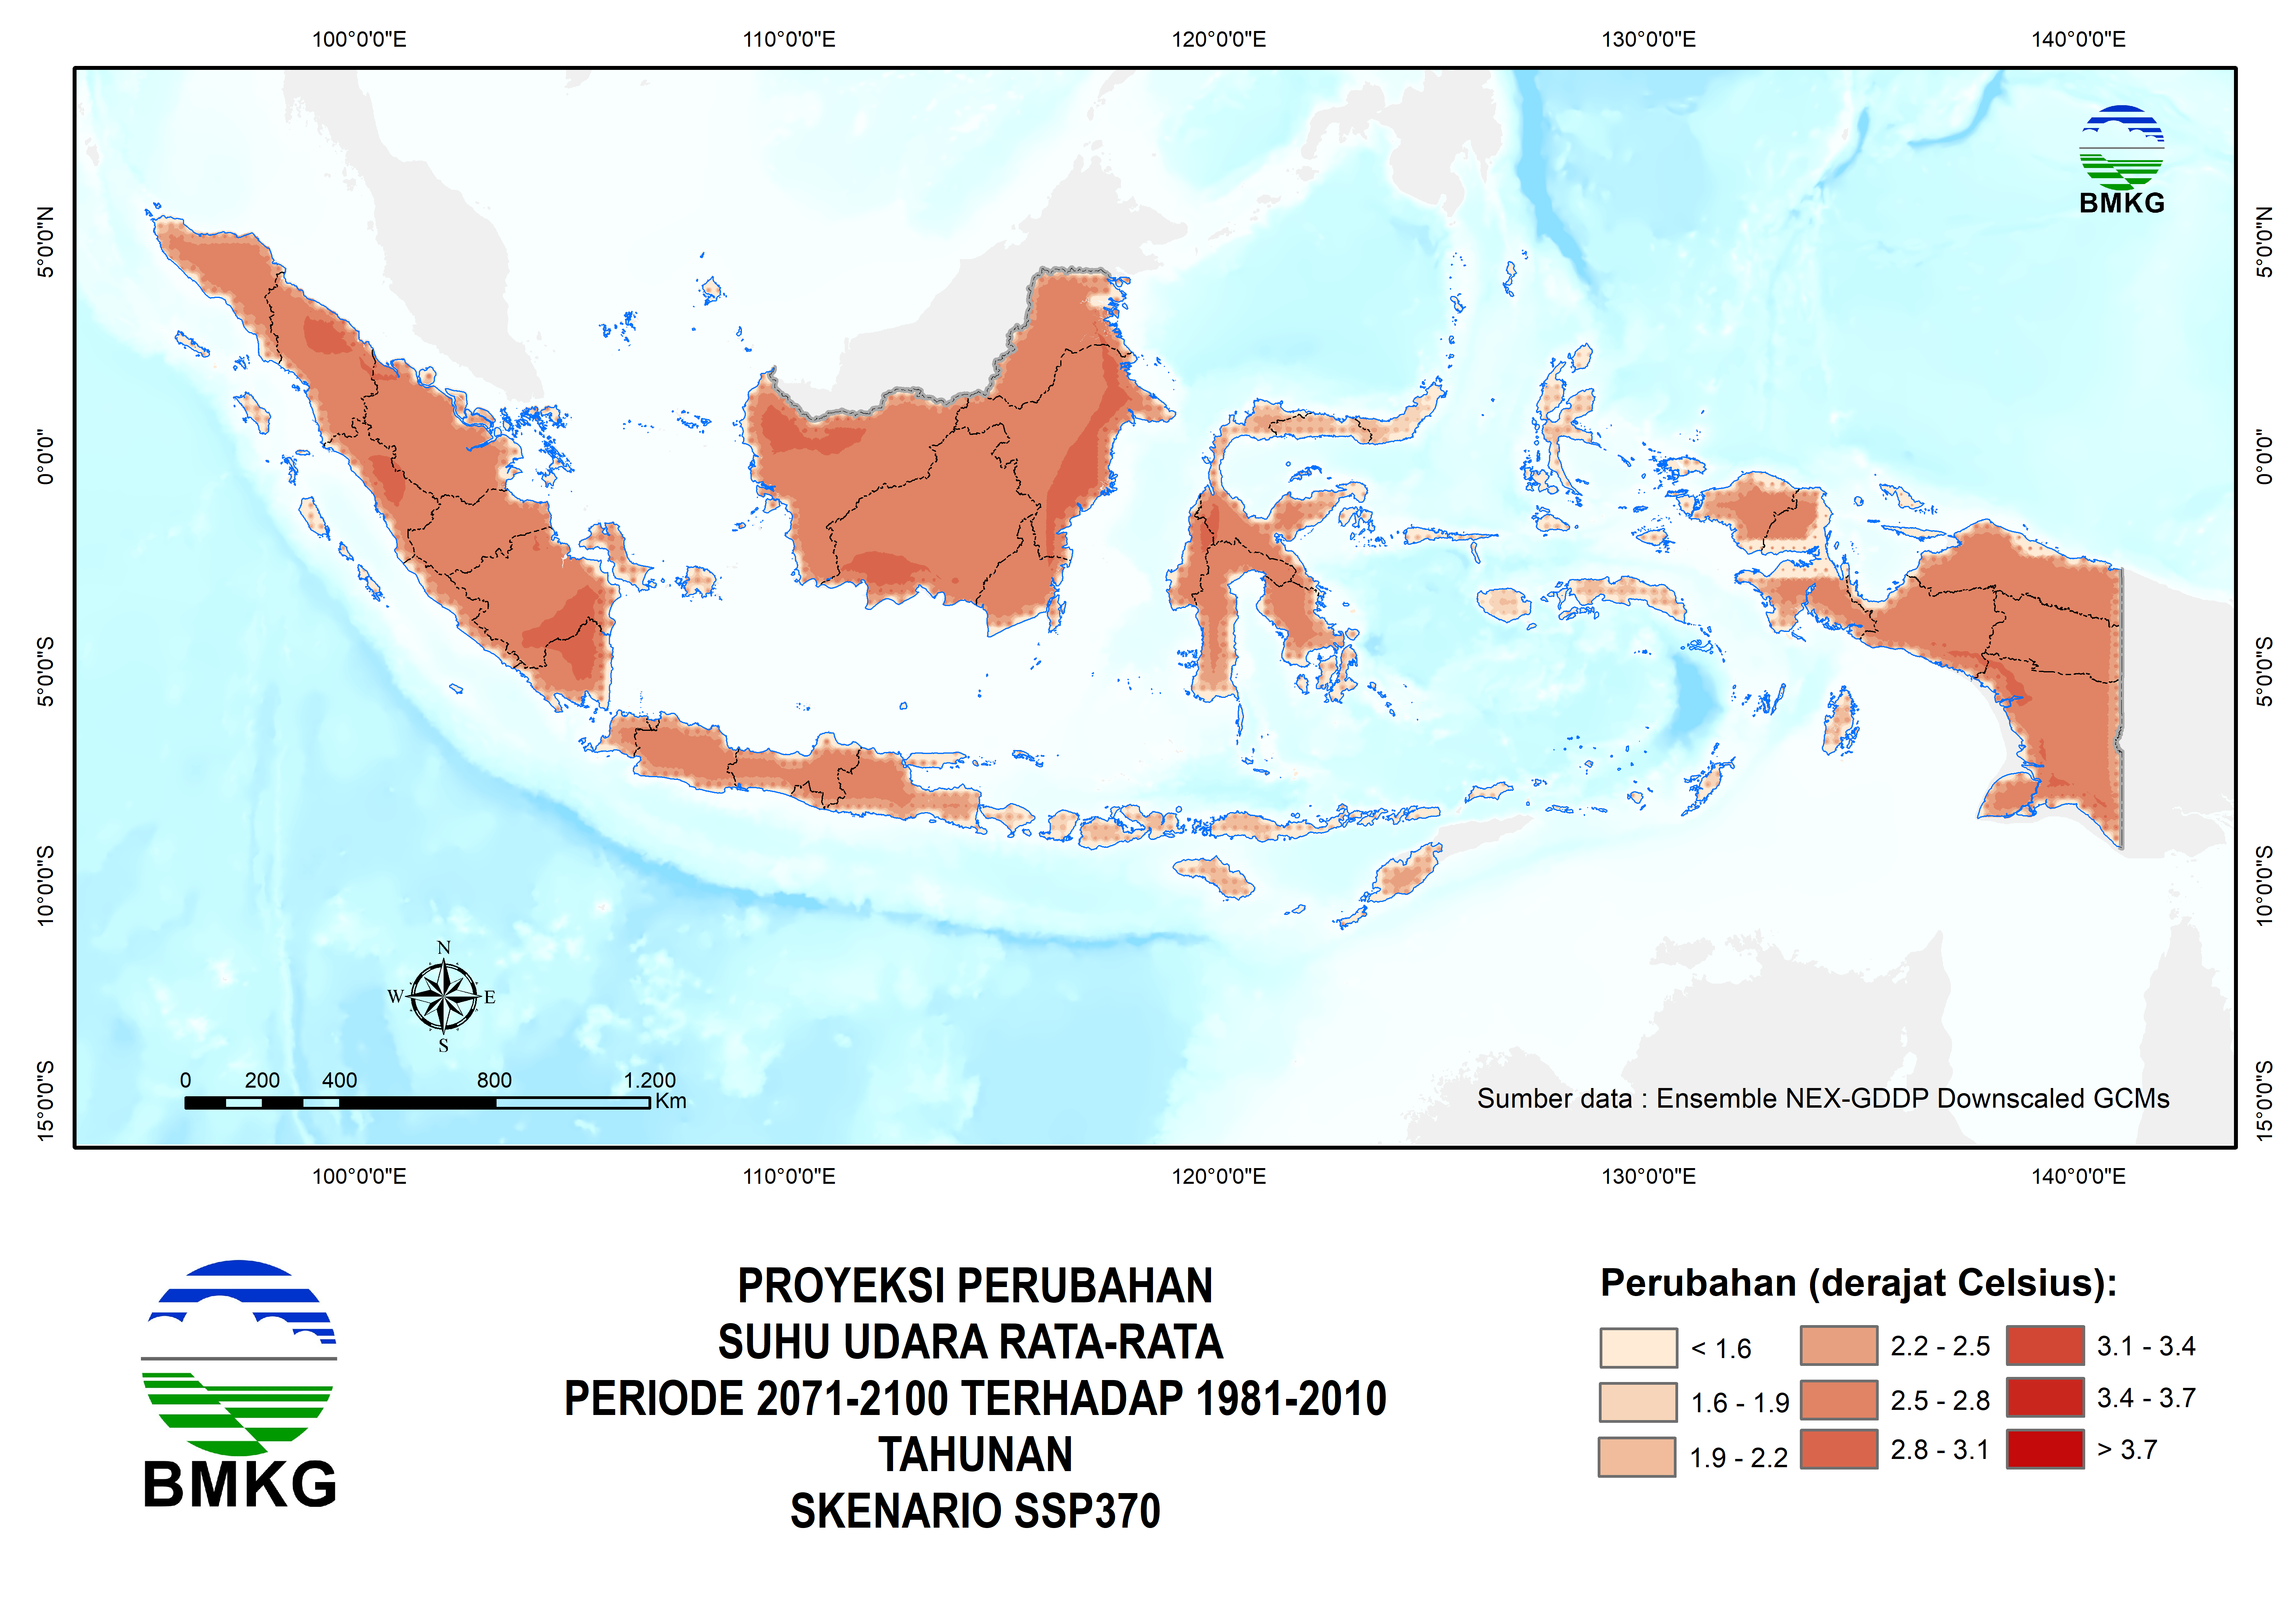 100°0'0"E 110°0'0"E 120°0'0"E 130°0'0"E 140°0'0"E
BMKG
5°0'0"N
0°0'0"
5°0'0"S
10°0'0"S
15°0'0"S
5°0'0"N
0°0'0"
5°0'0"S
10°0'0"S
15°0'0"S
N
W E
S
0 200 400 800 1.200
Km
Sumber data : Ensemble NEX-GDDP Downscaled GCMs
100°0'0"E 110°0'0"E 120°0'0"E 130°0'0"E 140°0'0"E
BMKG
PROYEKSI PERUBAHAN
SUHU UDARA RATA-RATA
PERIODE 2071-2100 TERHADAP 1981-2010
TAHUNAN
SKENARIO SSP370
Perubahan (derajat Celsius):
< 1.6
1.6 - 1.9
1.9 - 2.2
2.2 - 2.5
2.5 - 2.8
2.8 - 3.1
3.1 - 3.4
3.4 - 3.7
> 3.7